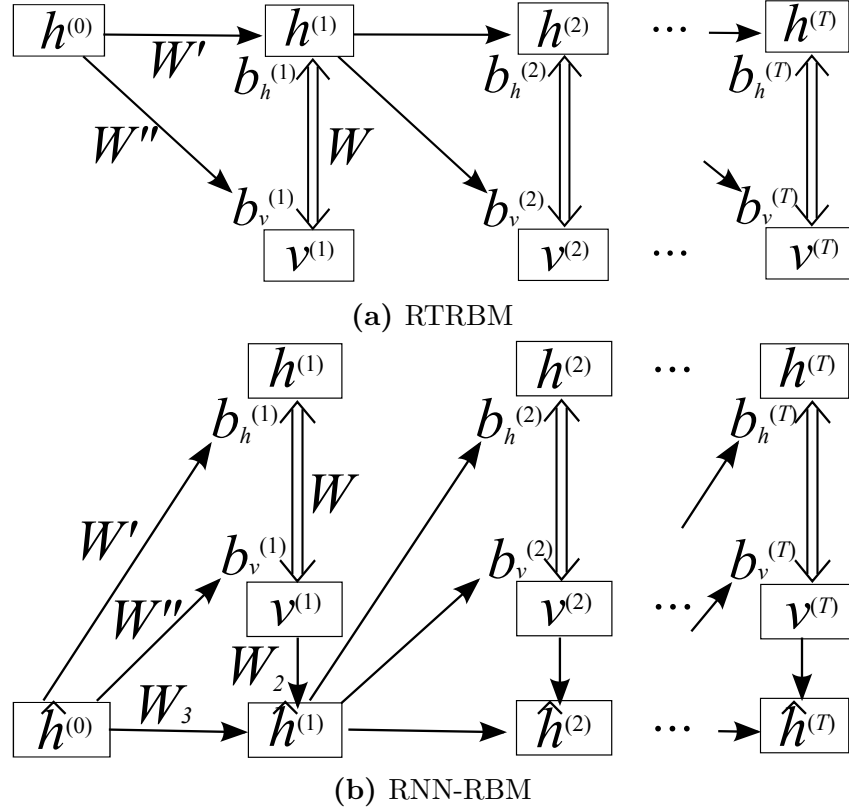 h(0) h(1) h(2) ... h(T)
W'
bh(1) bh(2) bh(T)
W" W
bv(1) bv(2) bv(T)
v(1) v(2) ... v(T)
(a) RTRBM
h(1) h(2) ... h(T)
bh(1) bh(2) bh(T)
W' W
bv(1) bv(2) bv(T)
W" v(1) v(2) ... v(T)
W2
W3
ĥ(0) ĥ(1) ĥ(2) ... ĥ(T)
(b) RNN-RBM